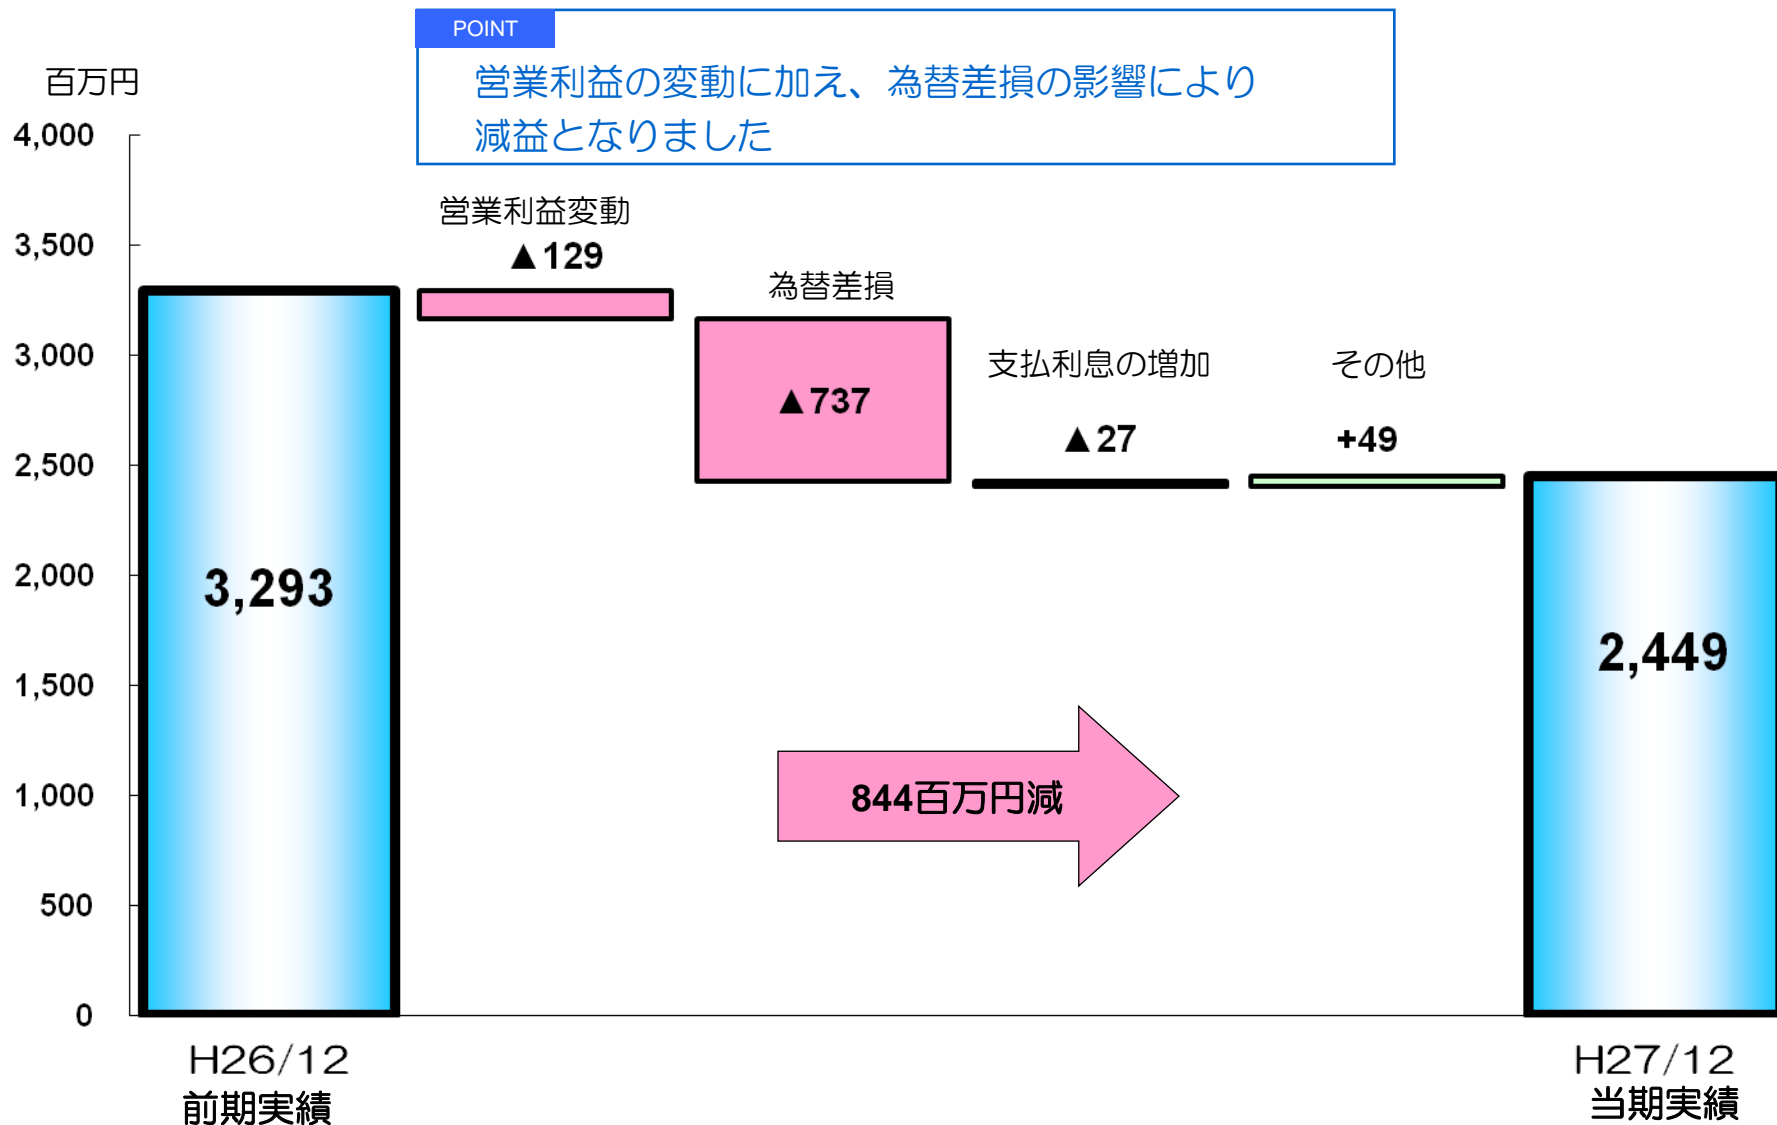 POINT
営業利益の変動に加え、為替差損の影響により
減益となりました
百万円
4,000
3,500
3,000
2,500
2,000
1,500
1,000
500
0
営業利益変動
▲129
為替差損
▲737
支払利息の増加
▲27
その他
+49
3,293
2,449
844百万円減
H26/12
前期実績
H27/12
当期実績